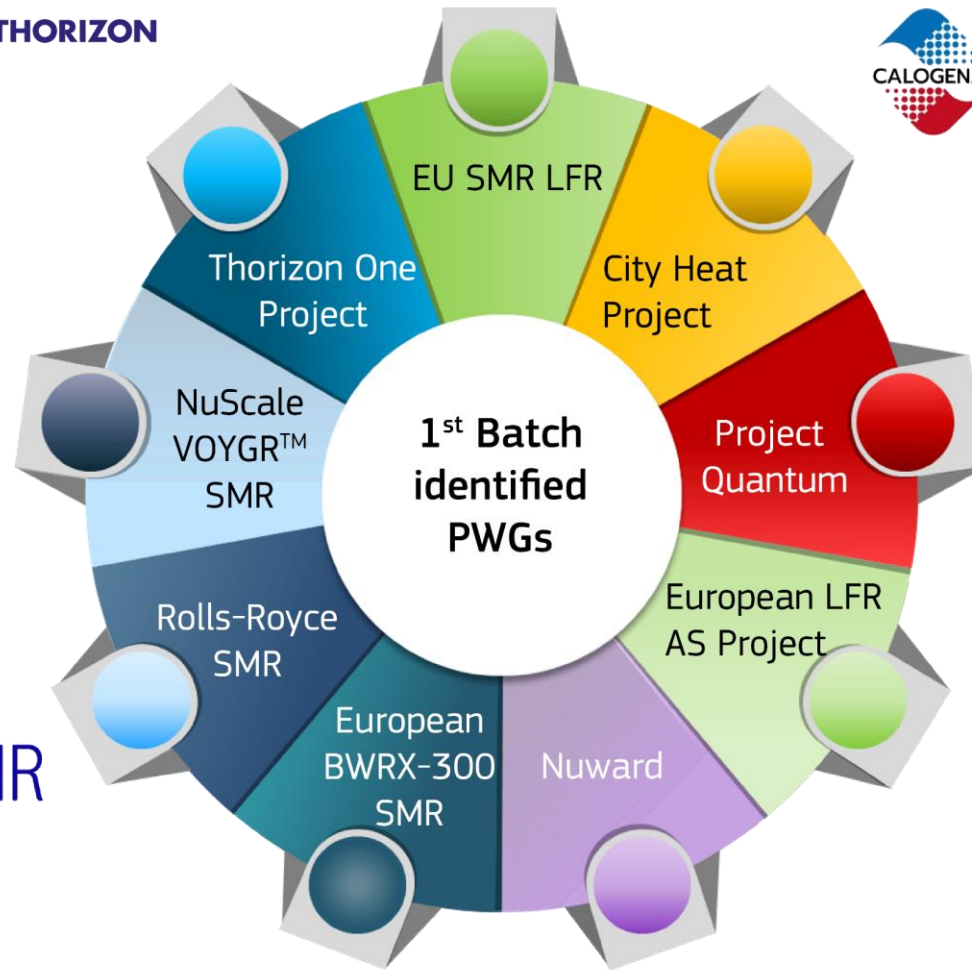 THORIZON
CALOGEN
EU SMR LFR
City Heat
Project
Project
Quantum
European LFR
AS Project
Nuward
European
BWRX-300
SMR
Rolls-Royce
SMR
NuScale
VOYGR™
SMR
Thorizon One
Project
1st Batch
identified
PWGs